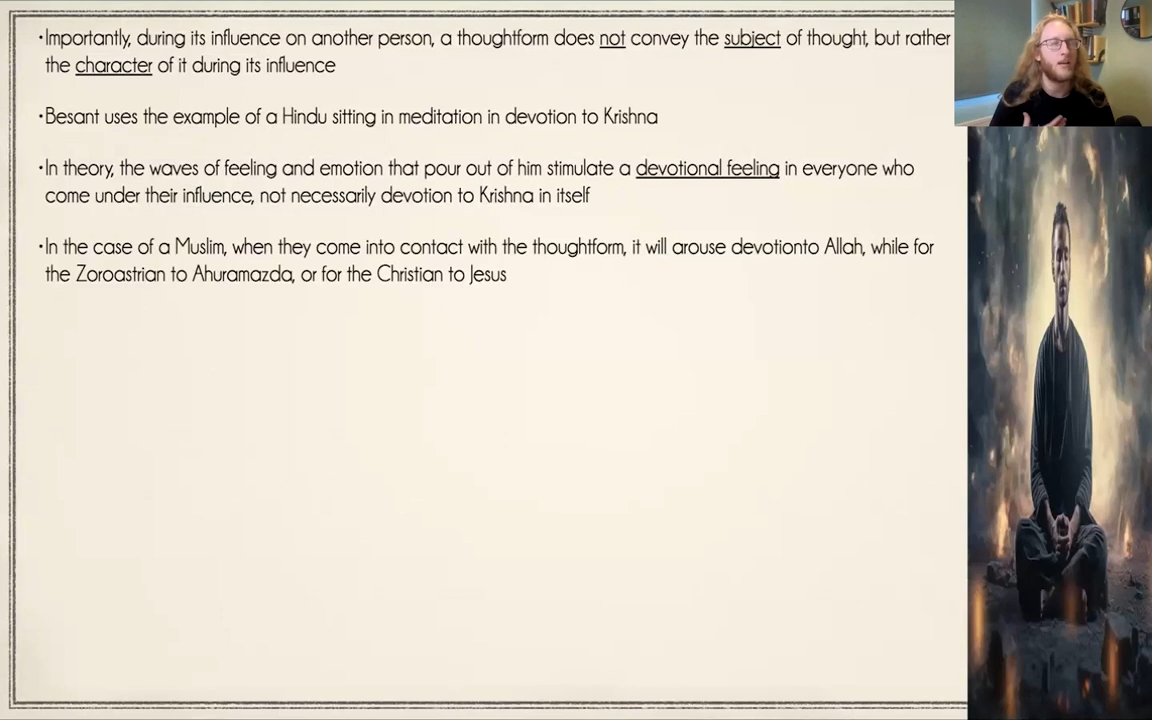 •Importantly, during its influence on another person, a thoughtform does not convey the subject of thought, but rather
the character of it during its influence
•Besant uses the example of a Hindu sitting in meditation in devotion to Krishna
•In theory, the waves of feeling and emotion that pour out of him stimulate a devotional feeling in everyone who
come under their influence, not necessarily devotion to Krishna in itself
•In the case of a Muslim, when they come into contact with the thoughtform, it will arouse devotionto Allah, while for
the Zoroastrian to Ahuramazda, or for the Christian to Jesus